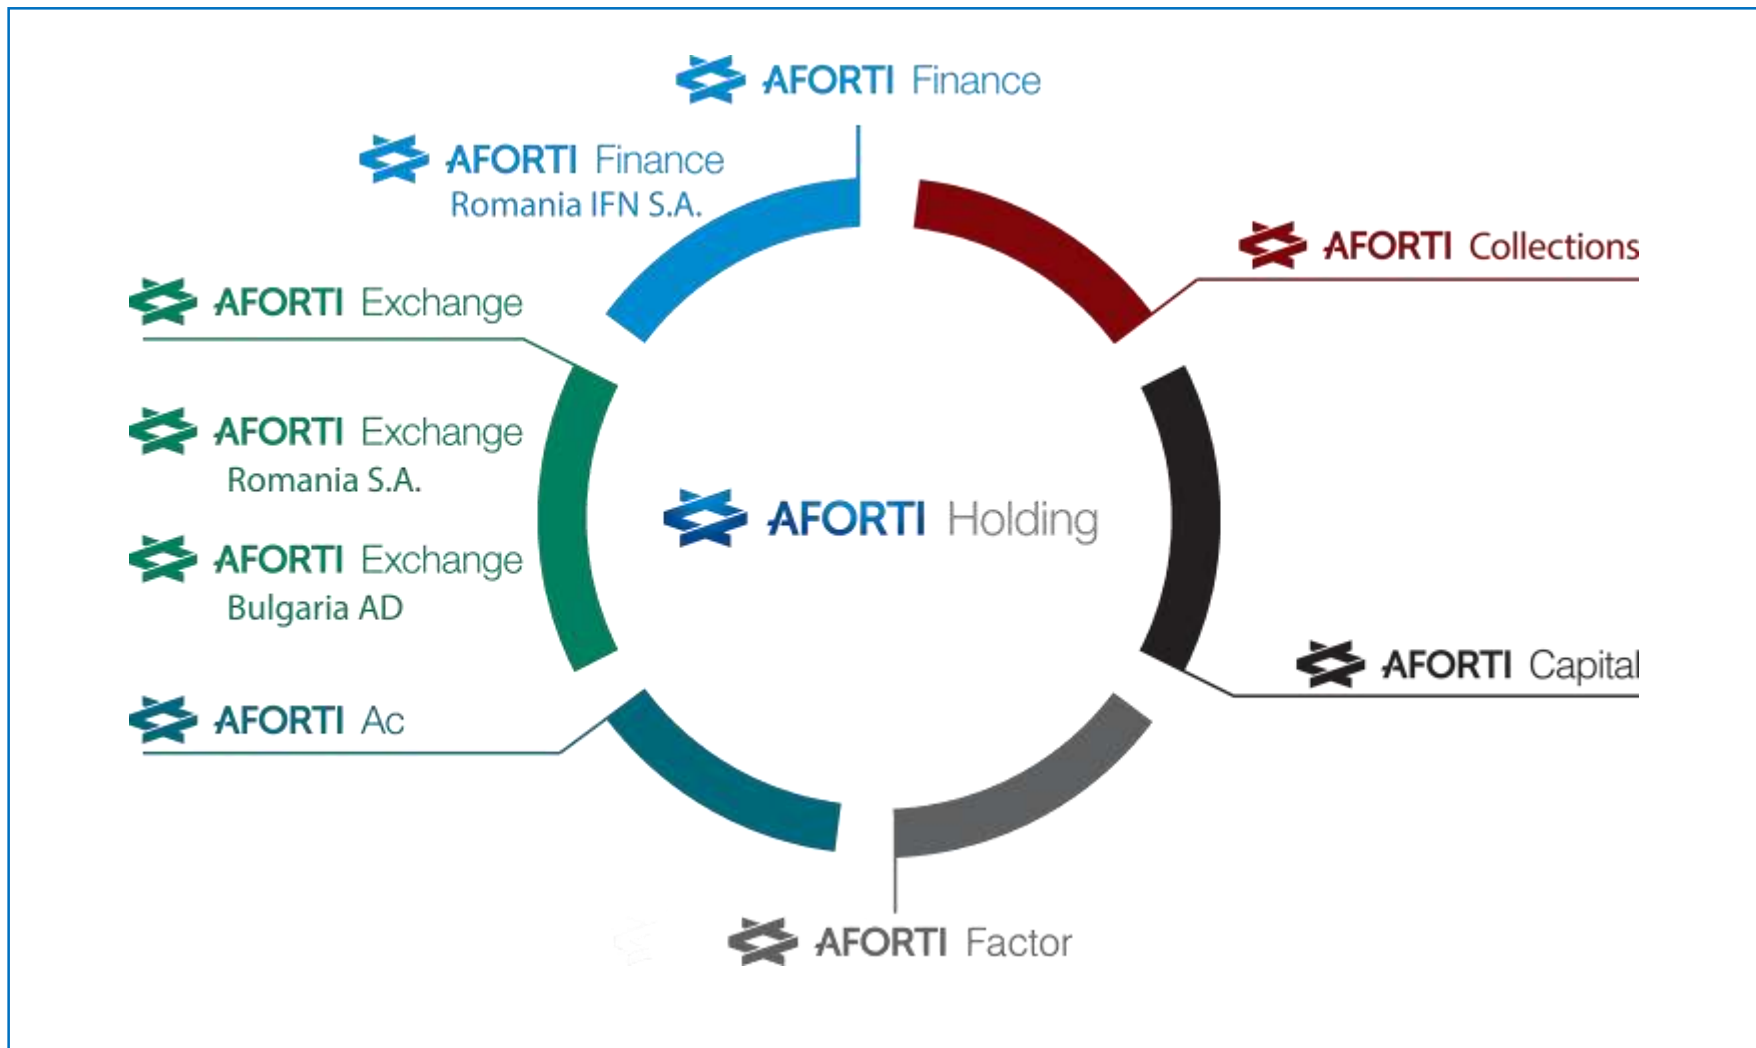 AFORTI Finance
AFORTI Finance
Romania IFN S.A.
AFORTI Collections
AFORTI Exchange
AFORTI Exchange
Romania S.A.
AFORTI Holding
AFORTI Exchange
Bulgaria AD
AFORTI Capital
AFORTI Ac
AFORTI Factor